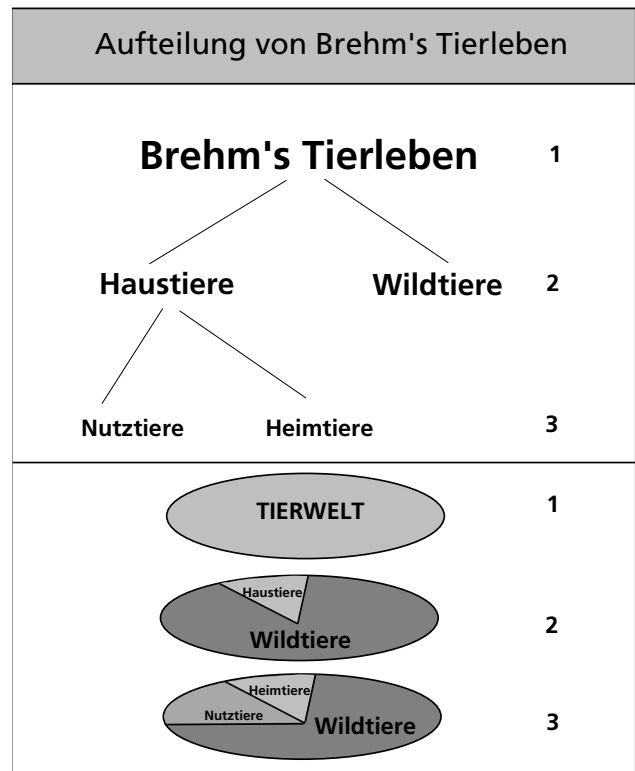 Aufteilung von Brehm's Tierleben
Brehm's Tierleben 1
Haustiere Wildtiere 2
Nutztiere Heimtiere 3
TIERWELT 1
Haustiere
Wildtiere 2
Heimtiere
Nutztiere Wildtiere 3